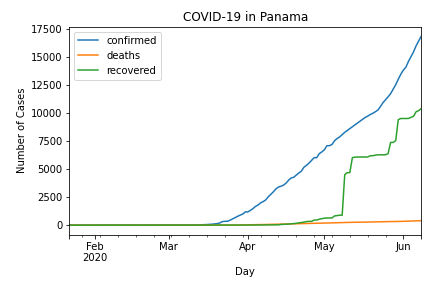 COVID-19 in Panama
confirmed
deaths
recovered
Number of Cases
17500
15000
12500
10000
7500
5000
2500
0
Feb
2020
Mar
Apr
May
Jun
Day